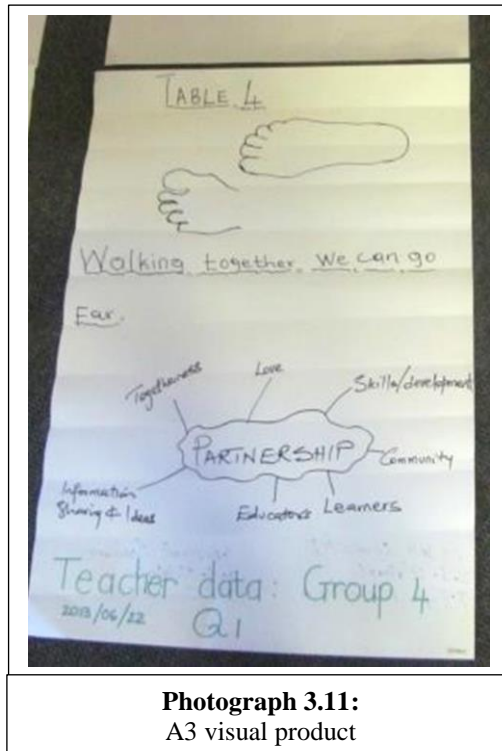 TABLE 4
Walking together we can go
Far.
Togetherness
Love
Skills/development
PARTNERSHIP
Community
Information
Sharing & Ideas
Educators
Learners
Teacher data: Group 4
2013/06/22
Q1
Photograph 3.11:
A3 visual product